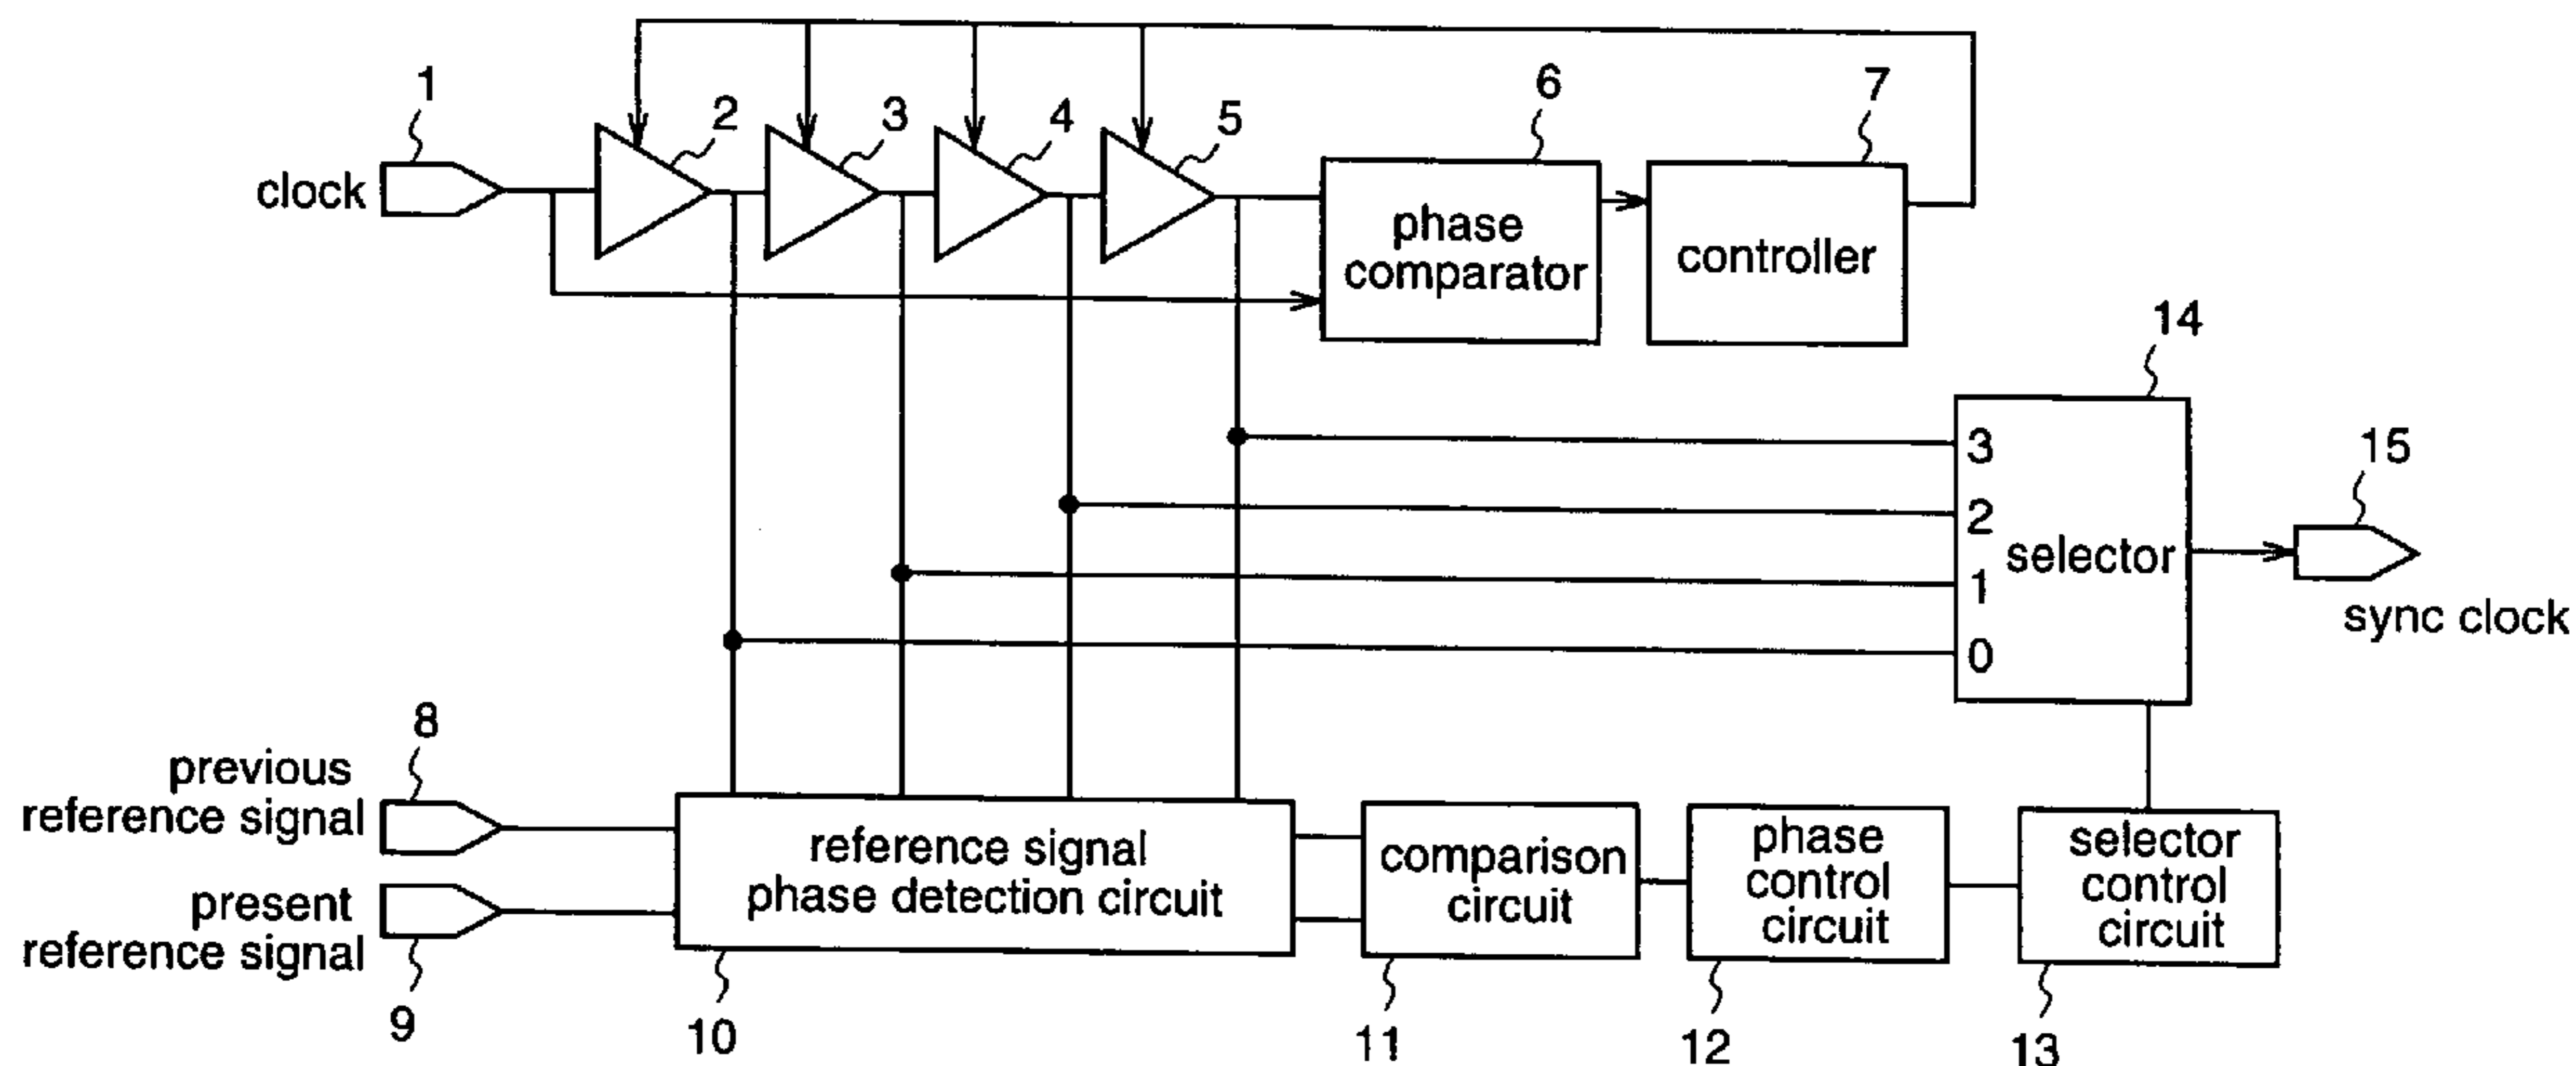 1
2
3
4
5
6
7
clock
phase
comparator
controller
14
3
2
1
0
selector
15
sync clock
8
previous
reference signal
present
reference signal
9
reference signal
phase detection circuit
10
comparison
circuit
11
phase
control
circuit
12
selector
control
circuit
13